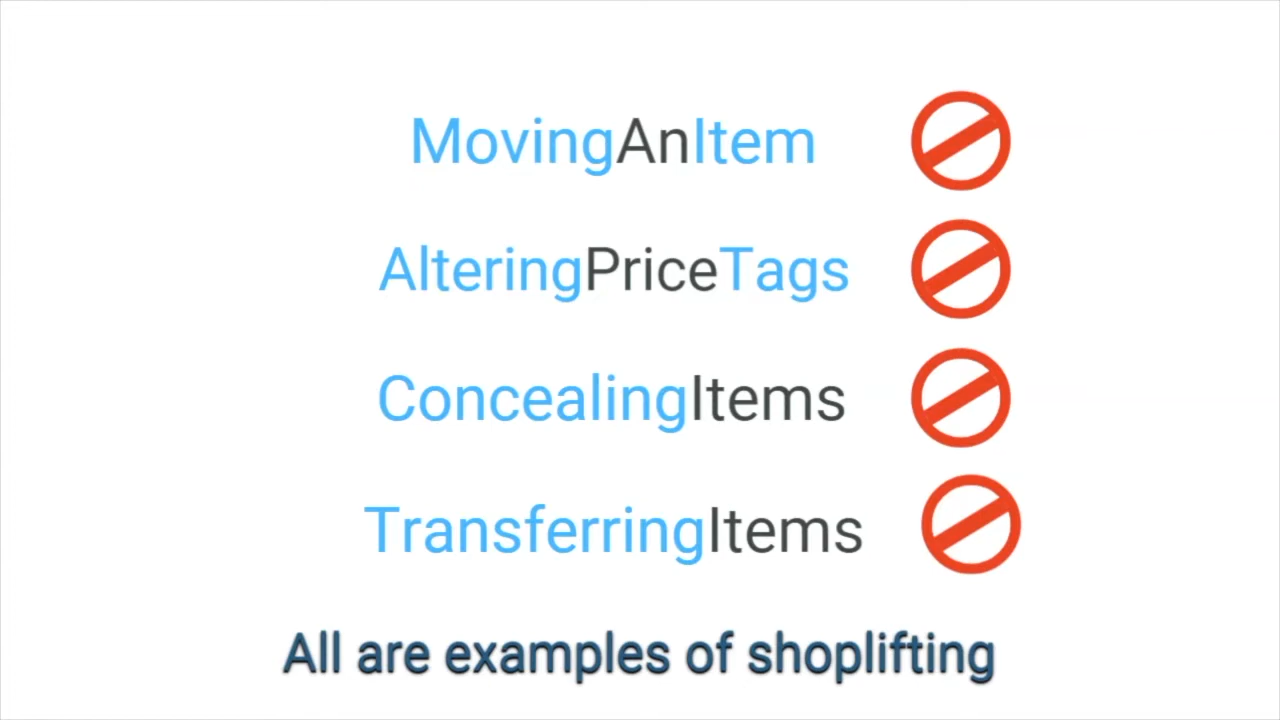 MovingAnItem
AlteringPriceTags
ConcealingItems
TransferringItems
All are examples of shoplifting